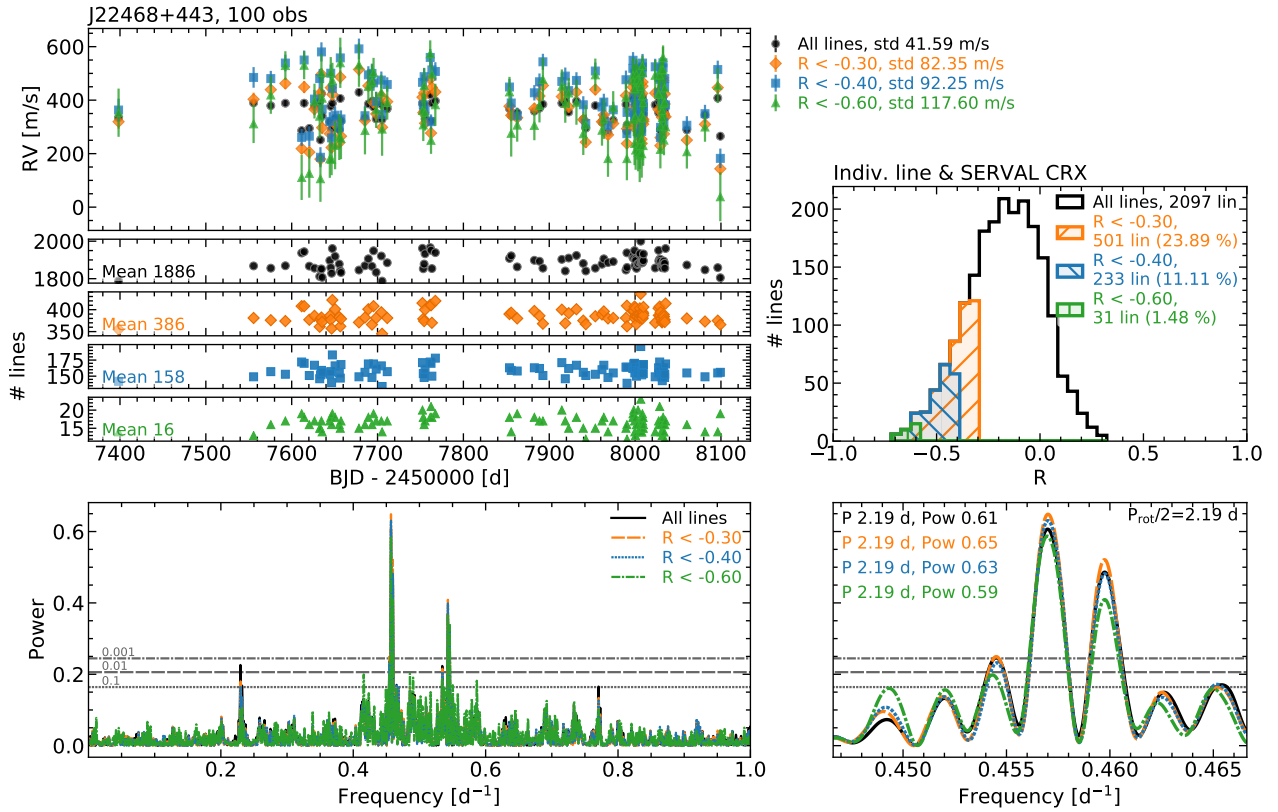 J22468+443, 100 obs
600
400
200
0
RV [m/s]
All lines, std 41.59 m/s
R < -0.30, std 82.35 m/s
R < -0.40, std 92.25 m/s
R < -0.60, std 117.60 m/s
2000
1800
Mean 1886
400
350
Mean 386
175
150
Mean 158
20
15
Mean 16
# lines
7400 7500 7600 7700 7800 7900 8000 8100
BJD - 2450000 [d]
Indiv. line & SERVAL CRX
200
150
100
50
0
# lines
All lines, 2097 lin
R < -0.30,
501 lin (23.89 %)
R < -0.40,
233 lin (11.11 %)
R < -0.60,
31 lin (1.48 %)
−1.0 −0.5 0.0 0.5 1.0
R
0.6
0.4
0.2
0.0
Power
All lines
R < -0.30
R < -0.40
R < -0.60
0.001
0.01
0.1
0.2 0.4 0.6 0.8 1.0
Frequency [d⁻¹]
P 2.19 d, Pow 0.61
P 2.19 d, Pow 0.65
P 2.19 d, Pow 0.63
P 2.19 d, Pow 0.59
Prot/2=2.19 d
0.450 0.455 0.460 0.465
Frequency [d⁻¹]